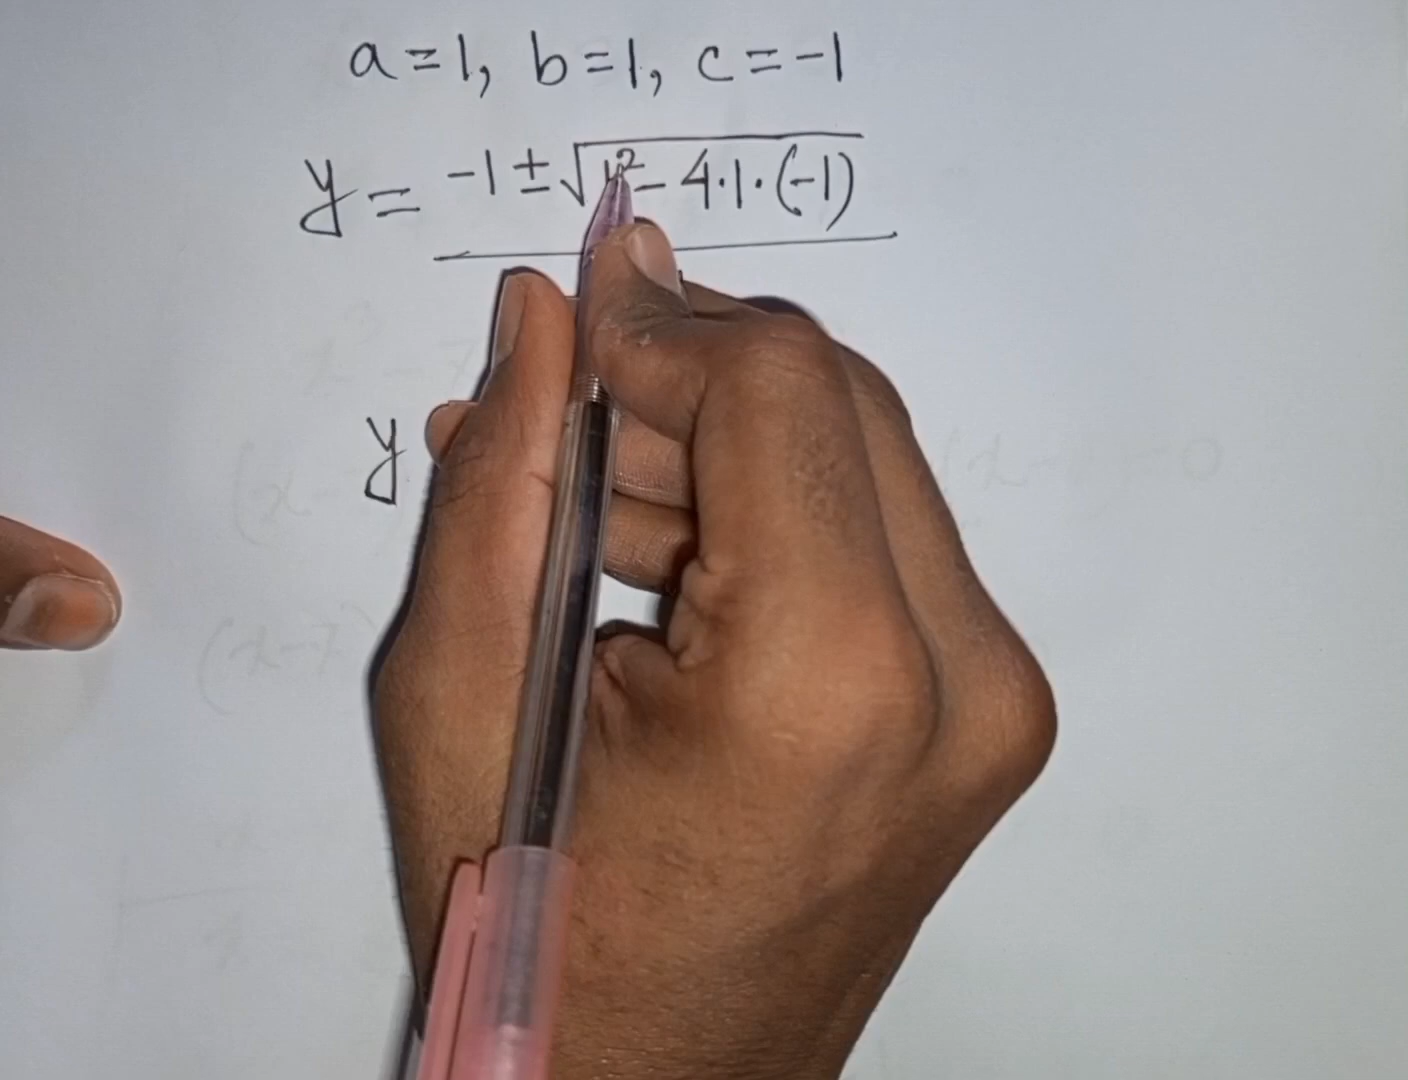 a = 1, b = 1, c = -1
y = -1 ± √1² - 4·1·(-1)
y